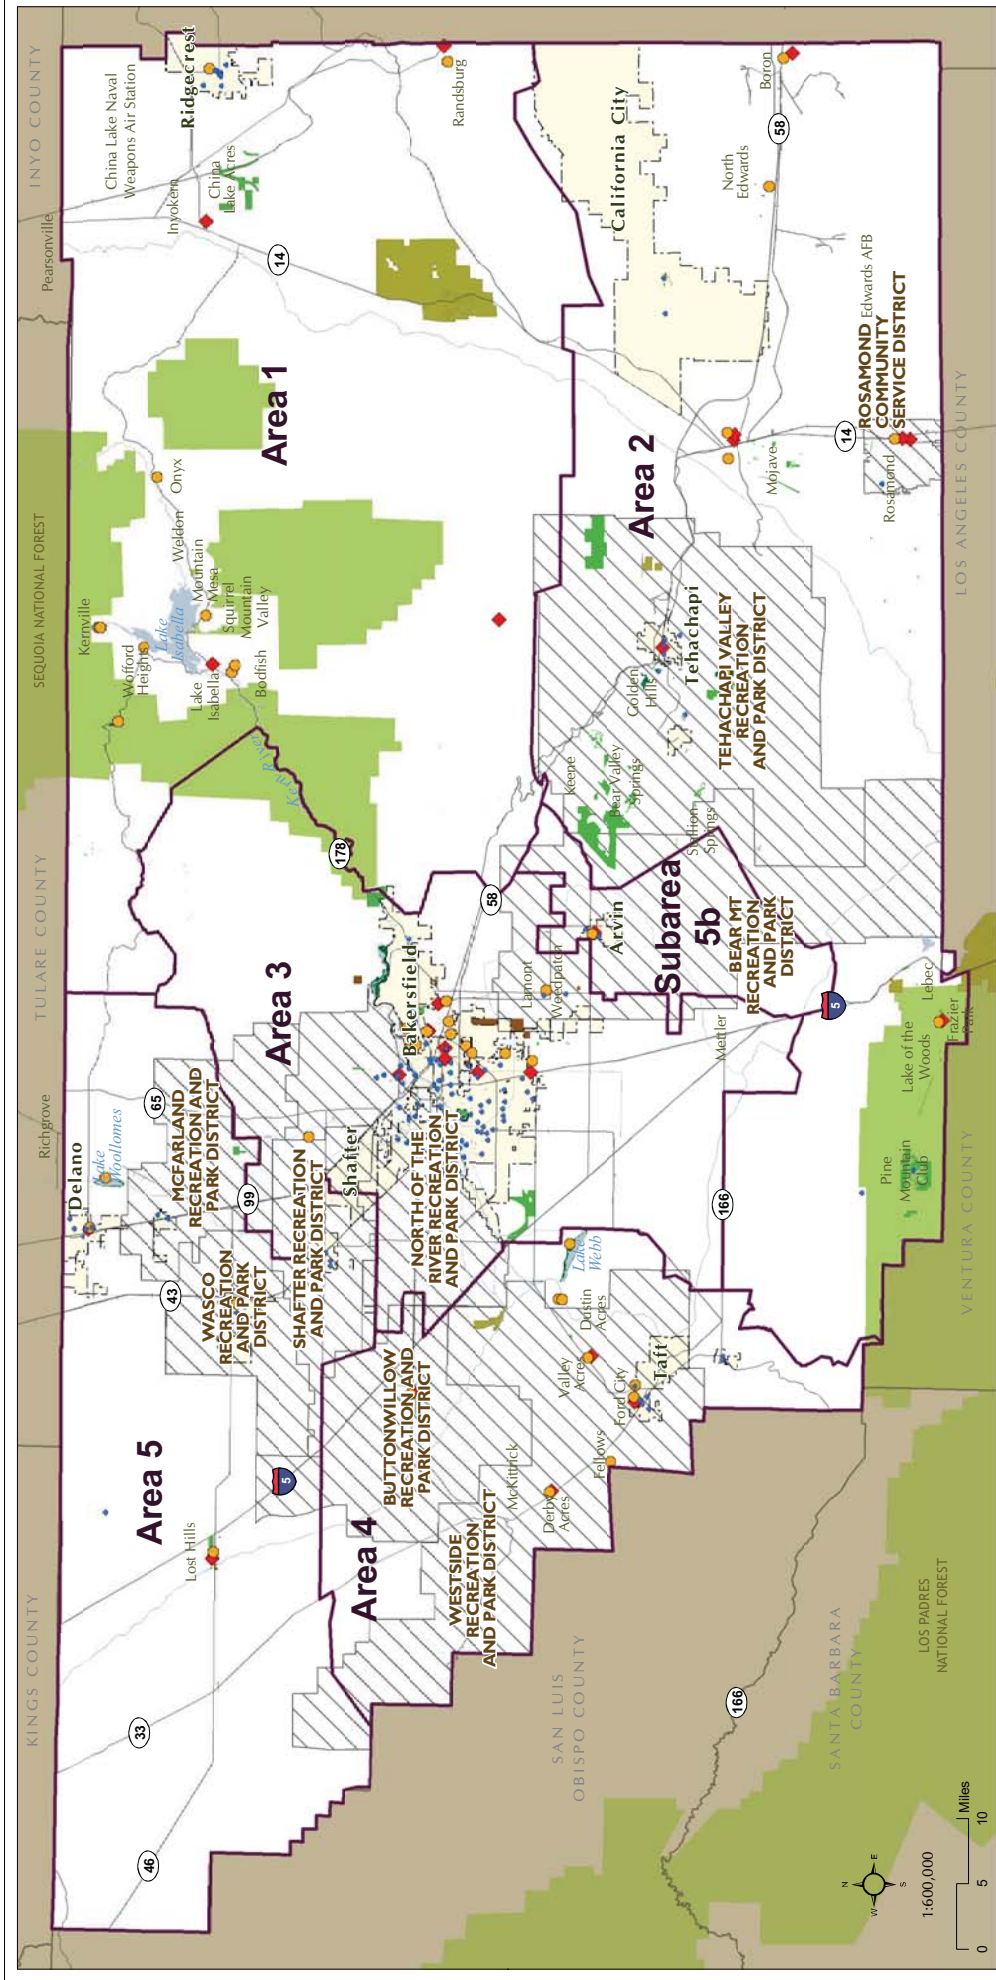 KINGS COUNTY
TULARE COUNTY
SEQUOIA NATIONAL FOREST
INYO COUNTY
Richgrove
Pearsonville
Delano
Lake
Woollomes
Kernville
Wofford
Heights
Lake
Isabella
Lake
Isabella
Bodfish
Squirrel
Mountain
Valley
Mountain
Mesa
Weldon
Onyx
Kern River
China Lake Naval
Weapons Air Station
Ridgecrest
Inyokern
China
Lake Acres
Randsburg
46
33
43
65
99
178
14
58
5
Area 5
Lost Hills
MCFARLAND
RECREATION AND
PARK DISTRICT
WASCO
RECREATION
AND PARK
DISTRICT
SHAFTER RECREATION
AND PARK DISTRICT
Shafter
Area 3
Area 1
Area 4
BUTTONWILLOW
RECREATION AND
PARK DISTRICT
NORTH OF THE
RIVER RECREATION
AND PARK DISTRICT
Bakersfield
WESTSIDE
RECREATION
AND PARK DISTRICT
McKittrick
Derby
Acres
Fellows
Valley
Acres
Ford City
Taft
Dustin
Acres
Lake
Webb
Lamont
Weedpatch
Arvin
Subarea
5b
BEAR MT
RECREATION
AND PARK
DISTRICT
Mettler
Keene
Bear Valley
Springs
Stallion
Springs
Golden
Hills
Tehachapi
TEHACHAPI VALLEY
RECREATION
AND PARK DISTRICT
Area 2
California City
Mojave
North
Edwards
Boron
58
14
Rosamond
ROSAMOND
COMMUNITY
SERVICE DISTRICT
Edwards AFB
166
5
Lebec
Frazier
Park
Lake of the
Woods
Pine
Mountain
Club
SAN LUIS
OBISPO COUNTY
166
SANTA BARBARA
COUNTY
LOS PADRES
NATIONAL FOREST
VENTURA COUNTY
LOS ANGELES COUNTY
N
W
E
S
1:600,000
0
5
10
Miles